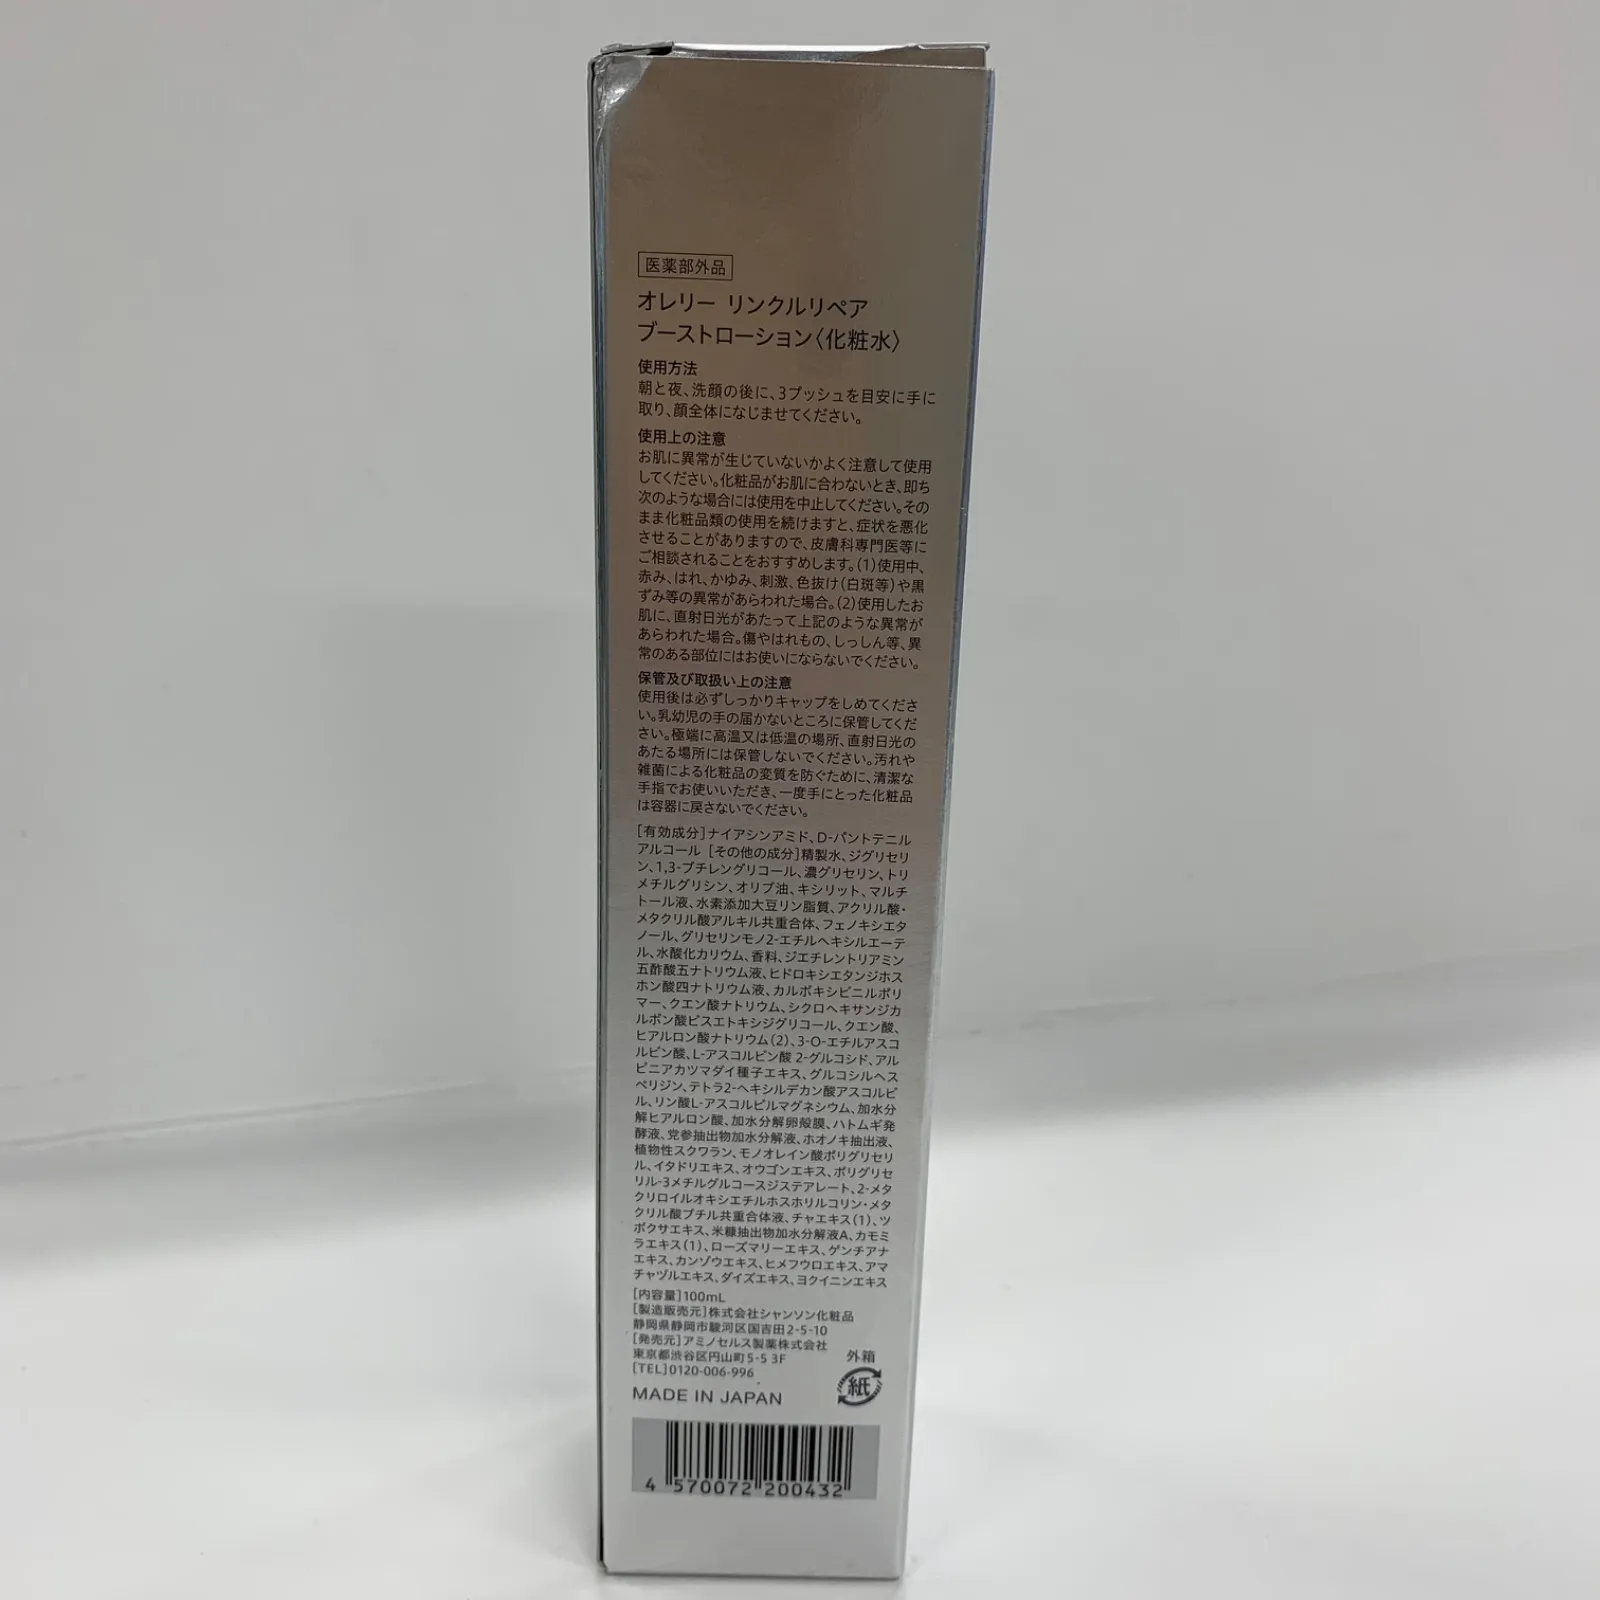 医薬部外品
オレリー リンクルリペア
ブーストローション〈化粧水〉
使用方法
朝と夜、洗顔の後に、3プッシュを目安に手に
取り、顔全体になじませてください。
使用上の注意
お肌に異常が生じていないかよく注意して使用
してください。化粧品がお肌に合わないとき、即ち
次のような場合には使用を中止してください。その
まま化粧品類の使用を続けますと、症状を悪化
させることがありますので、皮膚科専門医等に
ご相談されることをおすすめします。(1)使用中、
赤み、はれ、かゆみ、刺激、色抜け(白斑等)や黒
ずみ等の異常があらわれた場合。(2)使用したお
肌に、直射日光があたって上記のような異常が
あらわれた場合。傷やはれもの、しっしん等、異
常のある部位にはお使いにならないでください。
保管及び取扱い上の注意
使用後は必ずしっかりキャップをしめてくださ
い。乳幼児の手の届かないところに保管してくだ
さい。極端に高温又は低温の場所、直射日光の
あたる場所には保管しないでください。汚れや
雑菌による化粧品の変質を防ぐために、清潔な
手指でお使いいただき、一度手にとった化粧品
は容器に戻さないでください。
[有効成分]ナイアシンアミド、D-パントテニル
アルコール [その他の成分]精製水、ジグリセリ
ン、1,3-ブチレングリコール、濃グリセリン、トリ
メチルグリシン、オリブ油、キシリット、マルチ
トール液、水素添加大豆リン脂質、アクリル酸・
メタクリル酸アルキル共重合体、フェノキシエタ
ノール、グリセリンモノ2-エチルヘキシルエーテ
ル、水酸化カリウム、香料、ジエチレントリアミン
五酢酸五ナトリウム液、ヒドロキシエタンジホス
ホン酸四ナトリウム液、カルボキシビニルポリ
マー、クエン酸ナトリウム、シクロヘキサンジカ
ルボン酸ビスエトキシジグリコール、クエン酸、
ヒアルロン酸ナトリウム(2)、3-O-エチルアスコ
ルビン酸、L-アスコルビン酸 2-グルコシド、アル
ピニアカツマダイ種子エキス、グルコシルヘス
ペリジン、テトラ2-ヘキシルデカン酸アスコルビ
ル、リン酸L-アスコルビルマグネシウム、加水分
解ヒアルロン酸、加水分解卵殻膜、ハトムギ発
酵液、党参抽出物加水分解液、ホオノキ抽出液、
植物性スクワラン、モノオレイン酸ポリグリセリ
ル、イタドリエキス、オウゴンエキス、ポリグリセ
リル-3メチルグルコースジステアレート、2-メタ
クリロイルオキシエチルホスホリルコリン・メタ
クリル酸ブチル共重合体液、チャエキス(1)、ツ
ボクサエキス、米糠抽出物加水分解液A、カモミ
ラエキス(1)、ローズマリーエキス、ゲンチアナ
エキス、カンゾウエキス、ヒメフウロエキス、アマ
チャヅルエキス、ダイズエキス、ヨクイニンエキス
[内容量]100mL
[製造販売元]株式会社シャンソン化粧品
静岡県静岡市駿河区国吉田2-5-10
[発売元]アミノセルス製薬株式会社
東京都渋谷区円山町5-5 3F
[TEL]0120-006-996
外箱
紙
MADE IN JAPAN
4 570072 200432